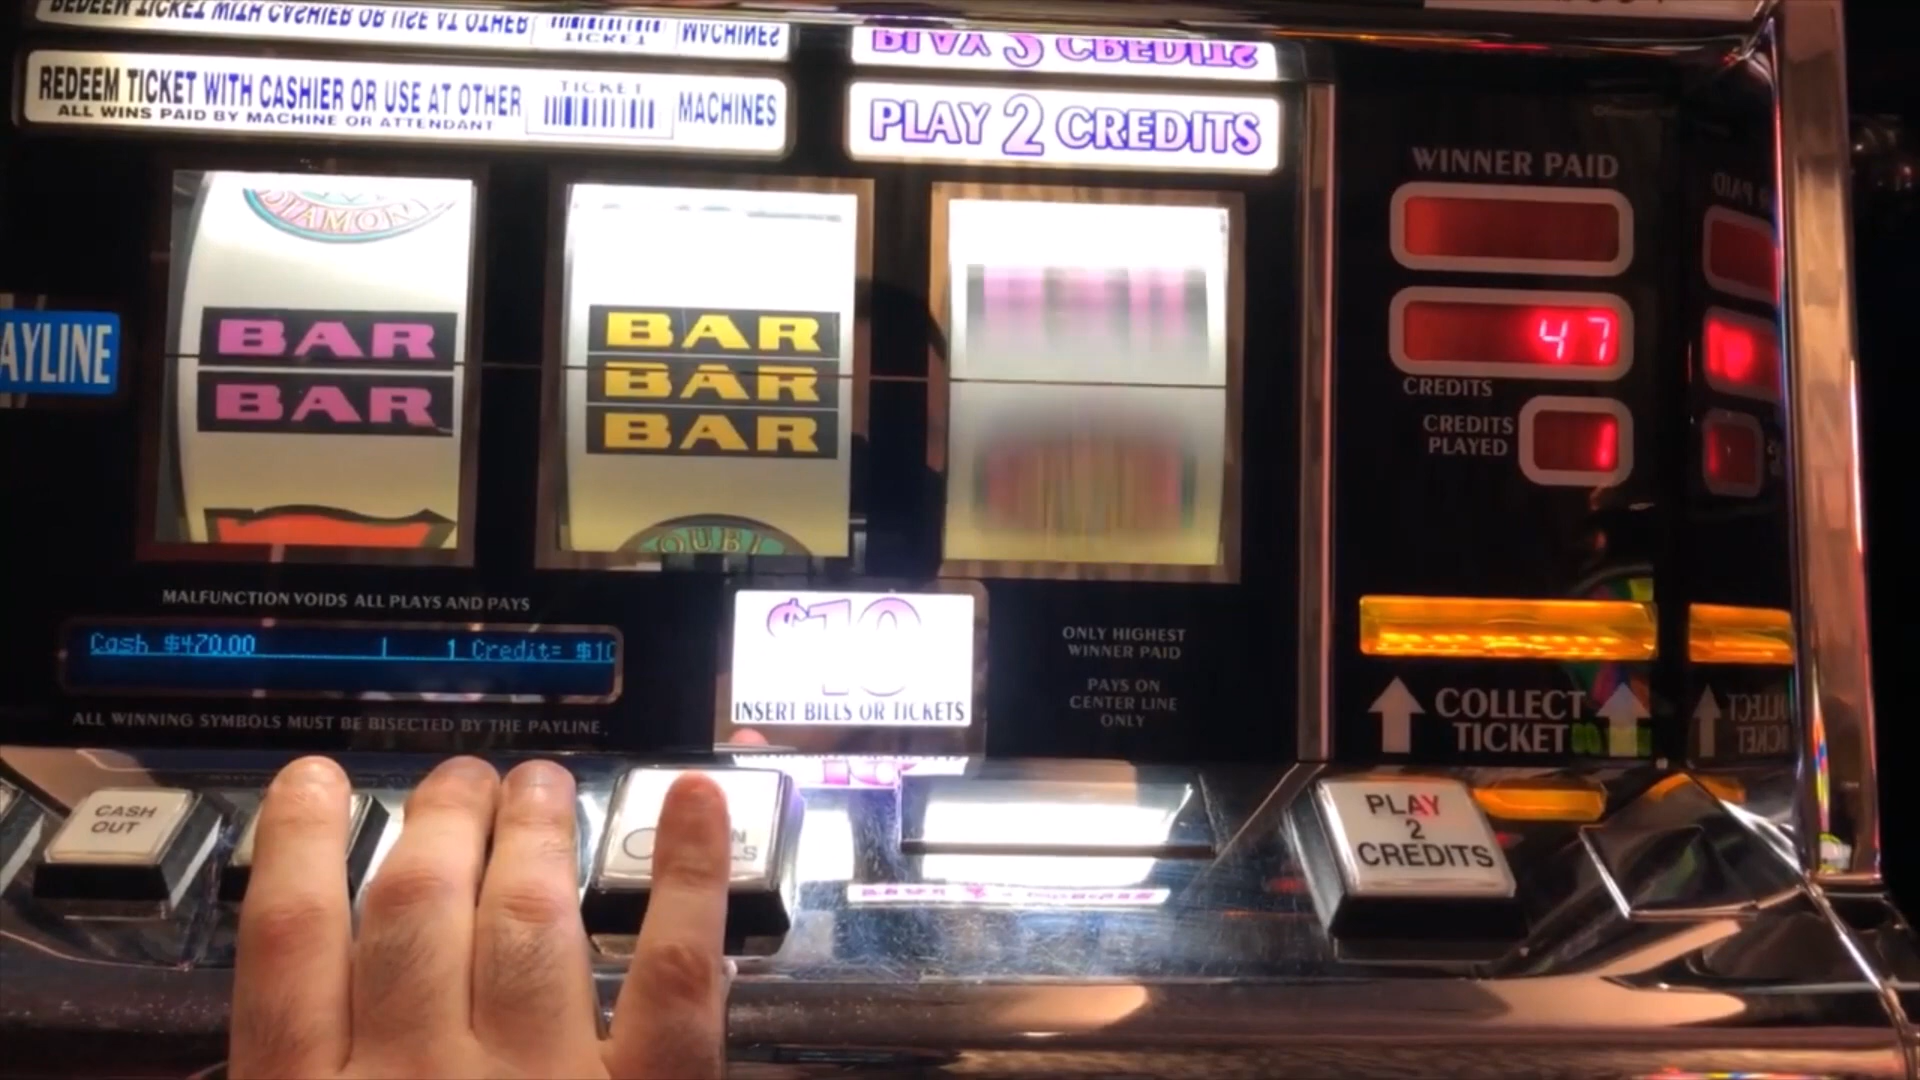 REDEEM TICKET WITH CASHIER OR USE AT OTHER MACHINES
TICKET
ALL WINS PAID BY MACHINE OR ATTENDANT
PLAY 2 CREDITS
WINNER PAID
47
CREDITS
CREDITS
PLAYED
1
AYLINE
DIAMON
BAR
BAR
BAR
BAR
BAR
OUBL
MALFUNCTION VOIDS ALL PLAYS AND PAYS
Cash $470.00 | 1 Credit= $10
ALL WINNING SYMBOLS MUST BE BISECTED BY THE PAYLINE.
$10
INSERT BILLS OR TICKETS
ONLY HIGHEST
WINNER PAID
PAYS ON
CENTER LINE
ONLY
COLLECT
TICKET
CASH
OUT
PLAY
2
CREDITS